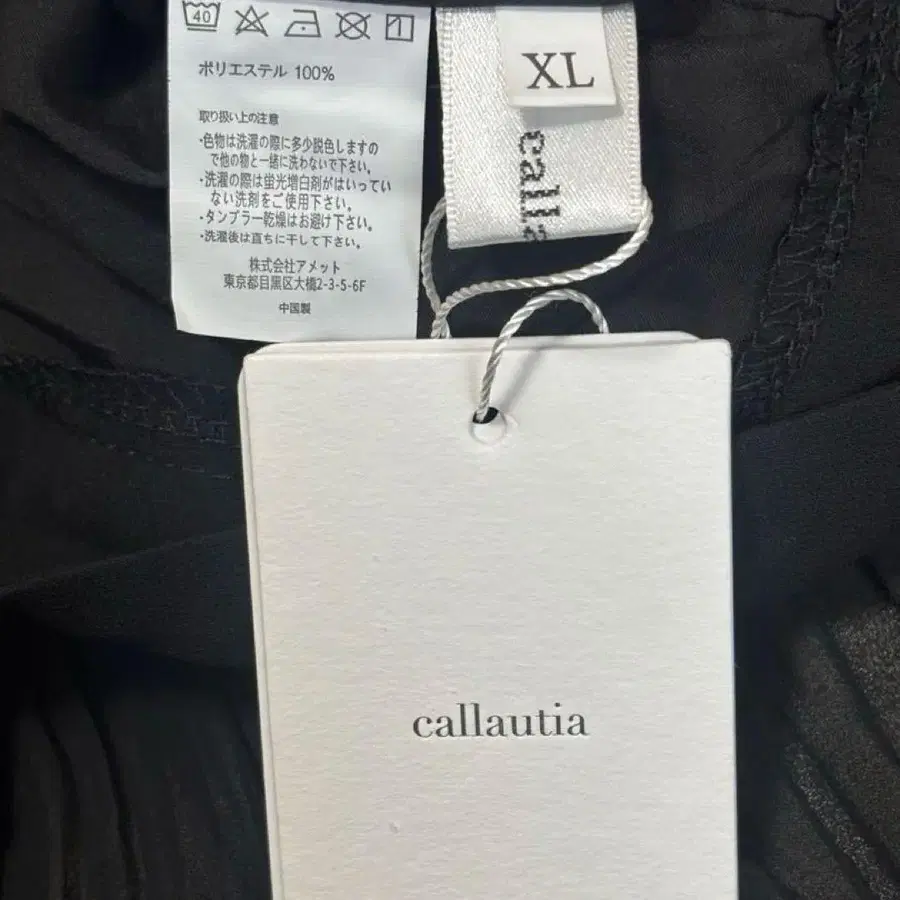 40
ポリエステル 100%
取り扱い上の注意
・色物は洗濯の際に多少脱色しますの
で他の物と一緒に洗わないで下さい。
・洗濯の際は蛍光増白剤がはいってい
ない洗剤をご使用下さい。
・タンブラー乾燥はお避け下さい。
・洗濯後は直ちに干して下さい。
株式会社アメット
東京都目黒区大橋2-3-5-6F
中国製
XL
calla
callautia